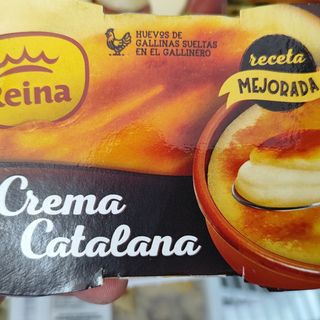 Reina
HUEVOS DE
GALLINAS SUELTAS
EN EL GALLINERO
receta
MEJORADA
Crema
Catalana